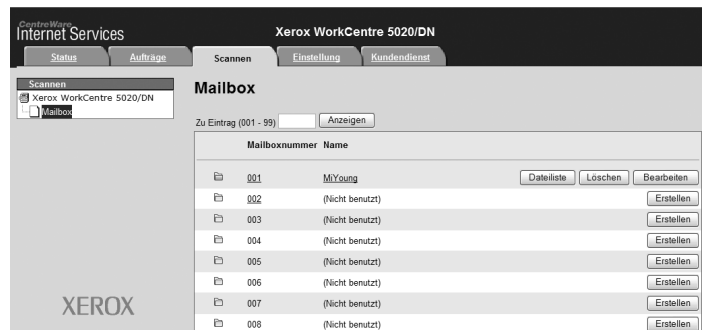 CentreWare
Internet Services
Xerox WorkCentre 5020/DN
Status Aufträge Scannen Einstellung Kundendienst
Scannen
Xerox WorkCentre 5020/DN
Mailbox
XEROX
Mailbox
Zu Eintrag (001 - 99) Anzeigen
Mailboxnummer Name
001 MiYoung Dateiliste Löschen Bearbeiten
002 (Nicht benutzt) Erstellen
003 (Nicht benutzt) Erstellen
004 (Nicht benutzt) Erstellen
005 (Nicht benutzt) Erstellen
006 (Nicht benutzt) Erstellen
007 (Nicht benutzt) Erstellen
008 (Nicht benutzt) Erstellen